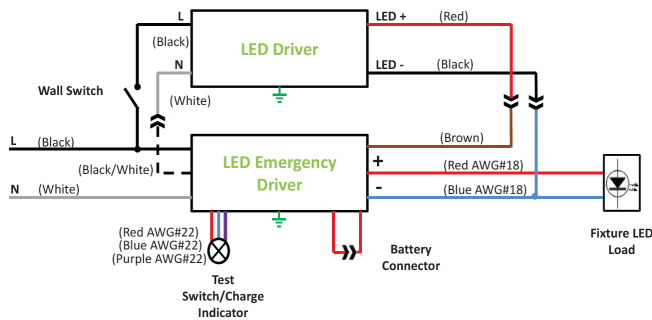 L
LED +
(Red)
(Black)
LED Driver
N
LED -
(Black)
Wall Switch
(White)
L
(Black)
(Brown)
(Black/White)
LED Emergency
Driver
+
(Red AWG#18)
N
(White)
-
(Blue AWG#18)
(Red AWG#22)
(Blue AWG#22)
(Purple AWG#22)
Battery
Connector
Fixture LED
Load
Test
Switch/Charge
Indicator